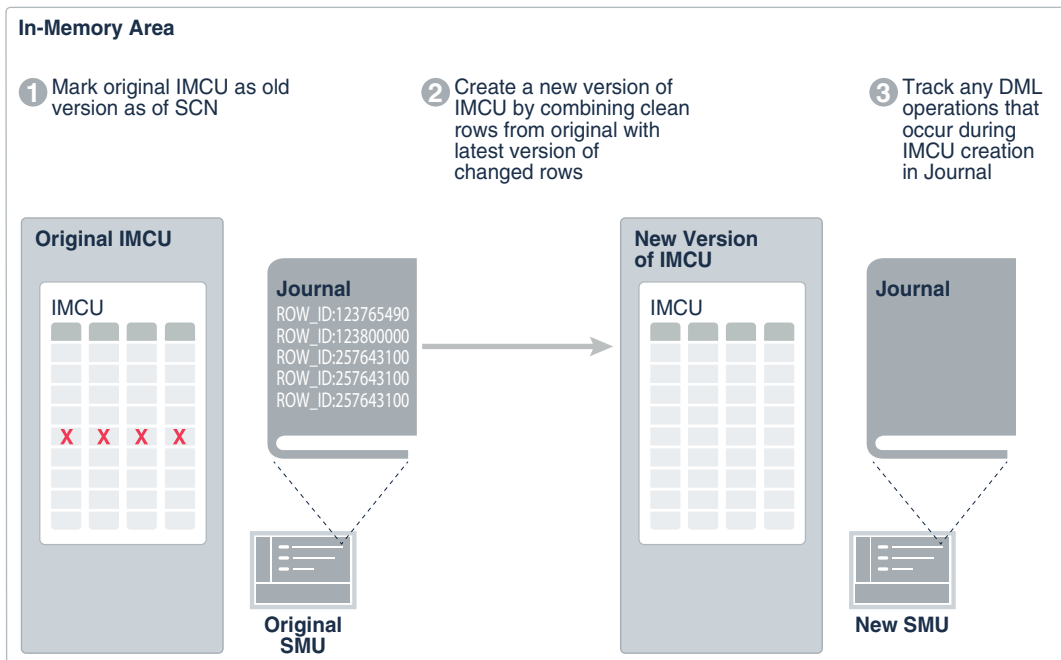 In-Memory Area
1
Mark original IMCU as old
version as of SCN
2
Create a new version of
IMCU by combining clean
rows from original with
latest version of
changed rows
3
Track any DML
operations that
occur during
IMCU creation
in Journal
Original IMCU
IMCU
X X X X
Journal
ROW_ID:123765490
ROW_ID:123800000
ROW_ID:257643100
ROW_ID:257643100
ROW_ID:257643100
Original
SMU
New Version
of IMCU
IMCU
Journal
New SMU